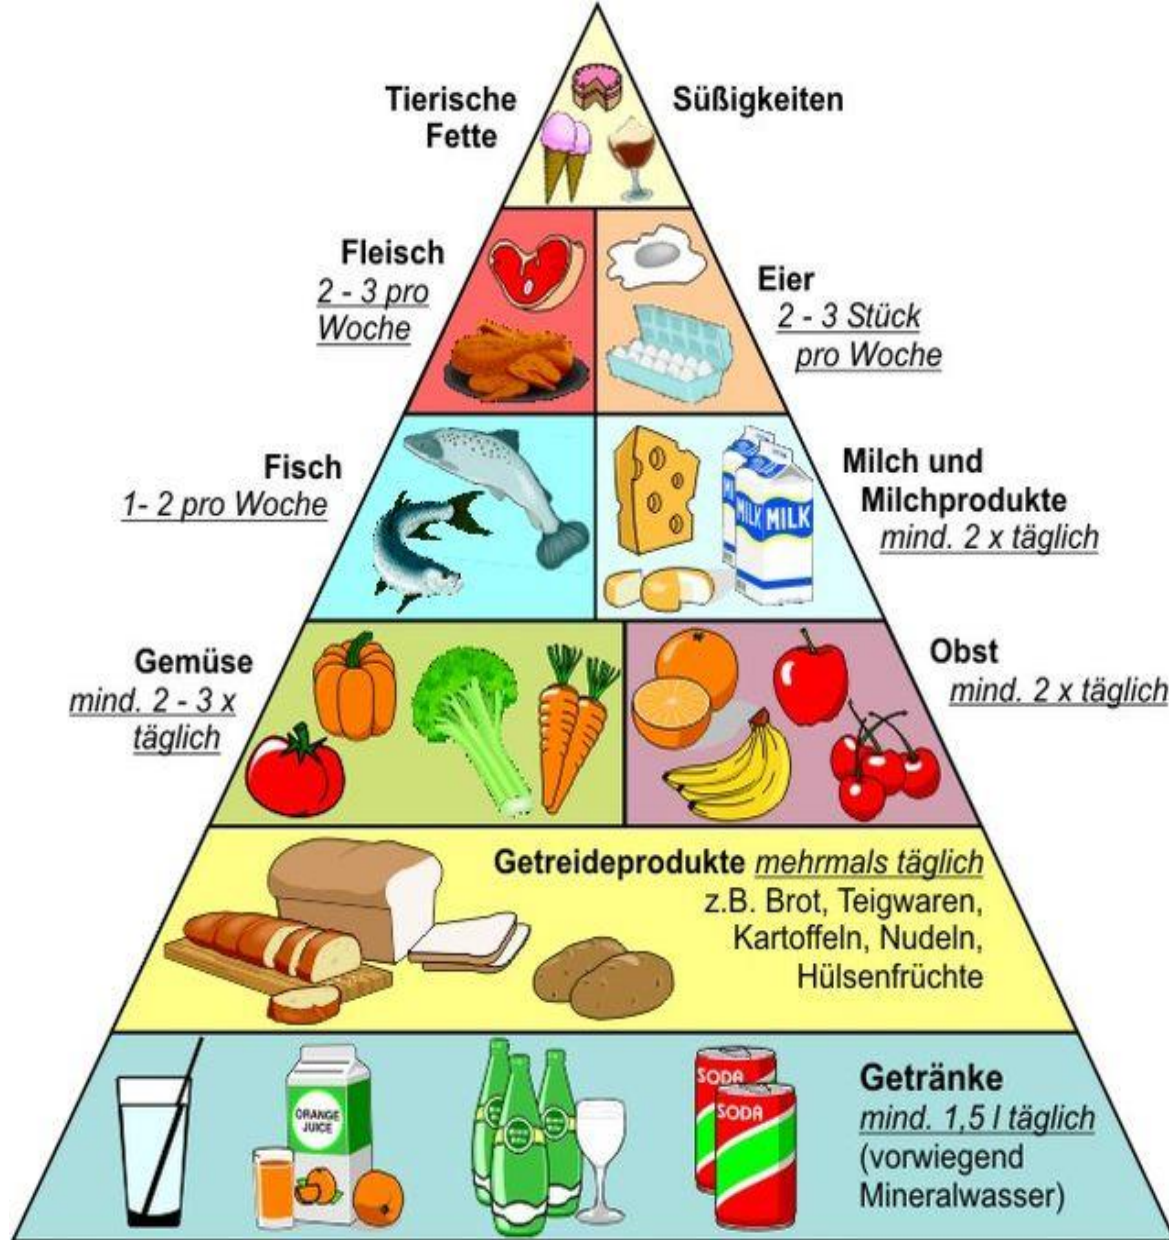 Tierische
Fette
Süßigkeiten
Fleisch
2 - 3 pro
Woche
Eier
2 - 3 Stück
pro Woche
Fisch
1- 2 pro Woche
Milch und
Milchprodukte
mind. 2 x täglich
MILK MILK
Gemüse
mind. 2 - 3 x
täglich
Obst
mind. 2 x täglich
Getreideprodukte mehrmals täglich
z.B. Brot, Teigwaren,
Kartoffeln, Nudeln,
Hülsenfrüchte
ORANGE
JUICE
SODA
SODA
Getränke
mind. 1,5 l täglich
(vorwiegend
Mineralwasser)